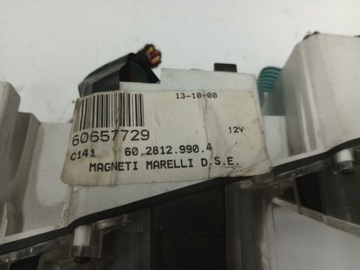 13-10-00
60657729
12V
C141 60.2812.990.4
MAGNETI MARELLI D.S.E.